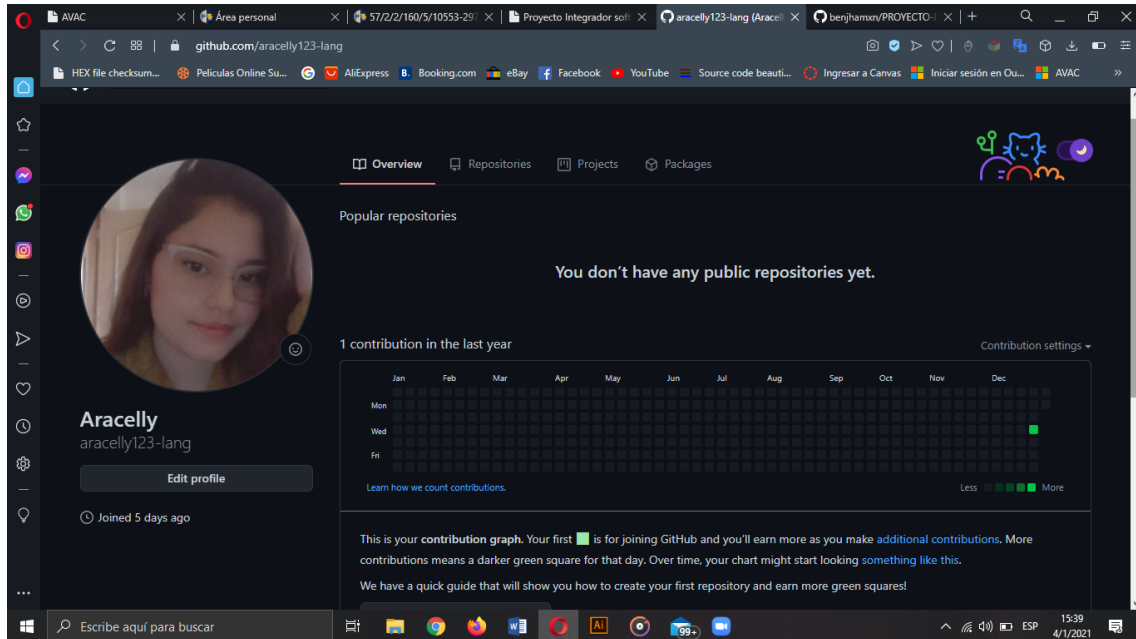 AVAC
Área personal
57/2/2/160/5/10553-297
Proyecto Integrador soft
aracelly123-lang (Aracell
benjhamxn/PROYECTO-I
github.com/aracelly123-lang
HEX file checksum...
Peliculas Online Su...
AliExpress
B. Booking.com
eBay
Facebook
YouTube
Source code beauti...
Ingresar a Canvas
Iniciar sesión en Ou...
AVAC
Overview
Repositories
Projects
Packages
Popular repositories
You don't have any public repositories yet.
1 contribution in the last year
Contribution settings
Jan Feb Mar Apr May Jun Jul Aug Sep Oct Nov Dec
Mon
Wed
Fri
Learn how we count contributions.
Less More
Aracelly
aracelly123-lang
Edit profile
Joined 5 days ago
This is your contribution graph. Your first is for joining GitHub and you'll earn more as you make additional contributions. More
contributions means a darker green square for that day. Over time, your chart might start looking something like this.
We have a quick guide that will show you how to create your first repository and earn more green squares!
Escribe aquí para buscar
W
Ai
99+
ESP
15:39
4/1/2021